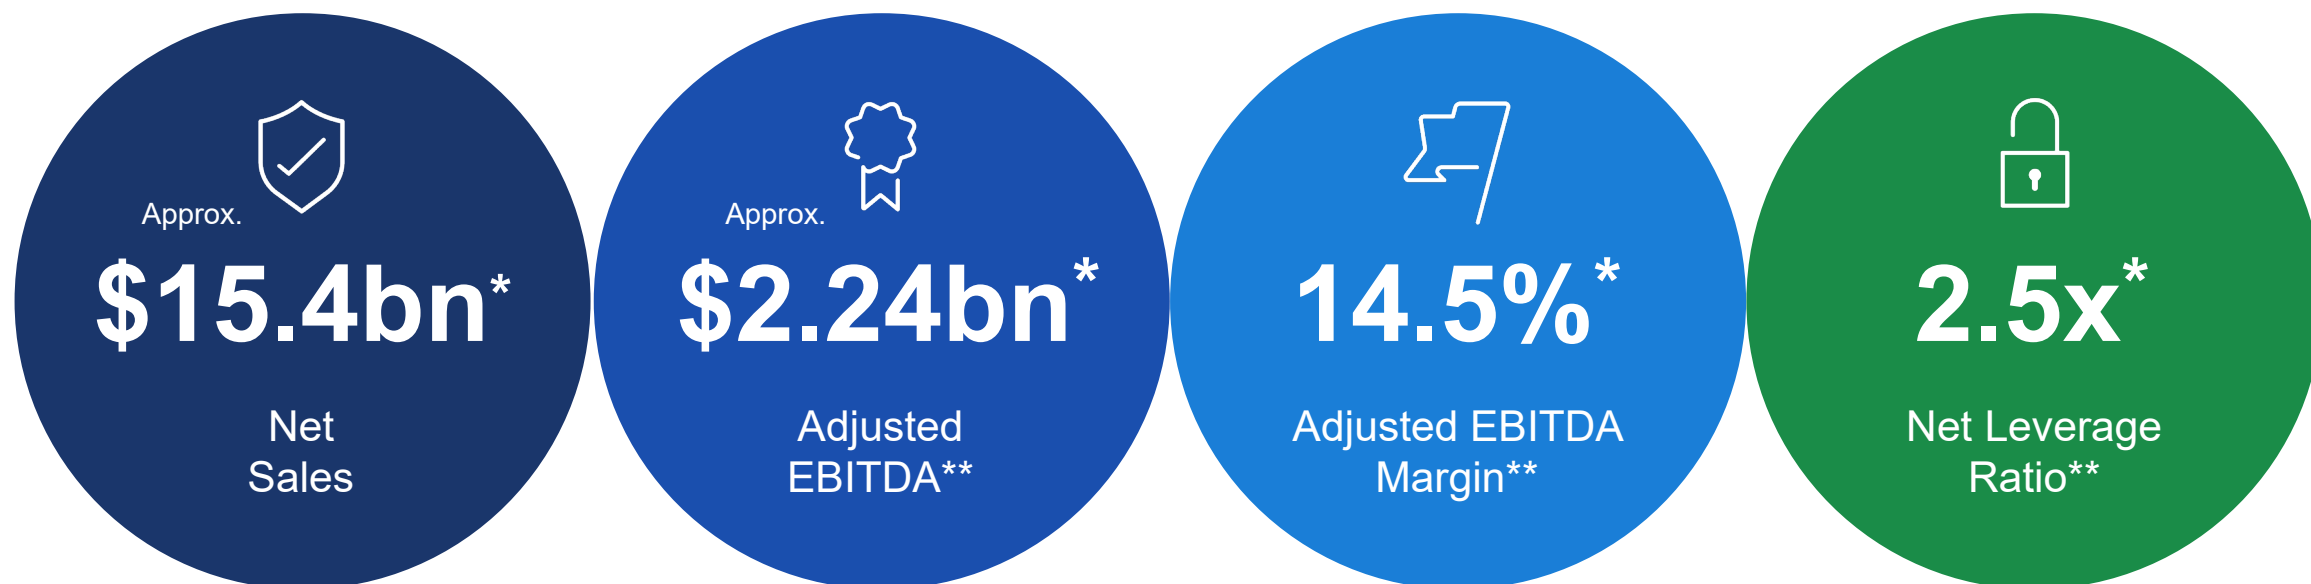 Approx.
$15.4bn*
Net
Sales
Approx.
$2.24bn*
Adjusted
EBITDA**
14.5%*
Adjusted EBITDA
Margin**
2.5x*
Net Leverage
Ratio**